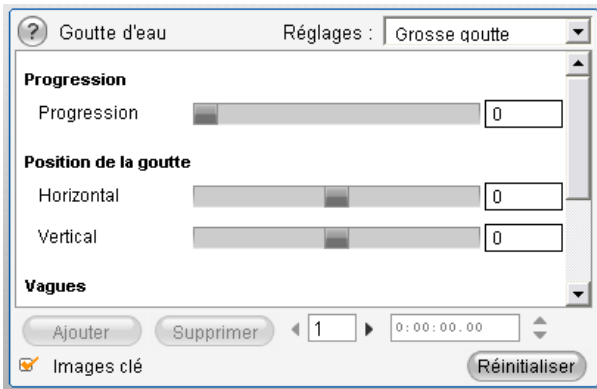 ? Goutte d'eau Réglages : Grosse goutte
Progression
Progression 0
Position de la goutte
Horizontal 0
Vertical 0
Vagues
Ajouter Supprimer 1 0:00:00.00
Images clé Réinitialiser